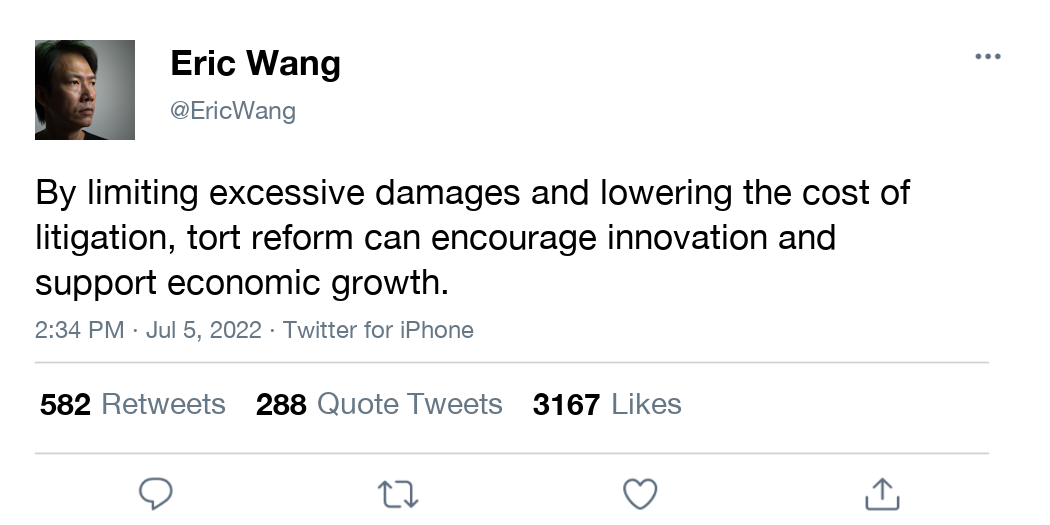 Eric Wang
@EricWang
By limiting excessive damages and lowering the cost of
litigation, tort reform can encourage innovation and
support economic growth.
2:34 PM · Jul 5, 2022 · Twitter for iPhone
582 Retweets 288 Quote Tweets 3167 Likes